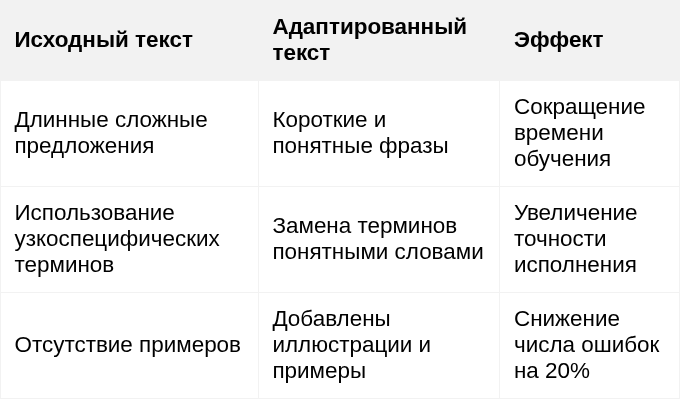 Исходный текст
Адаптированный
текст
Эффект
Длинные сложные
предложения
Короткие и
понятные фразы
Сокращение
времени
обучения
Использование
узкоспецифических
терминов
Замена терминов
понятными словами
Увеличение
точности
исполнения
Отсутствие примеров
Добавлены
иллюстрации и
примеры
Снижение
числа ошибок
на 20%